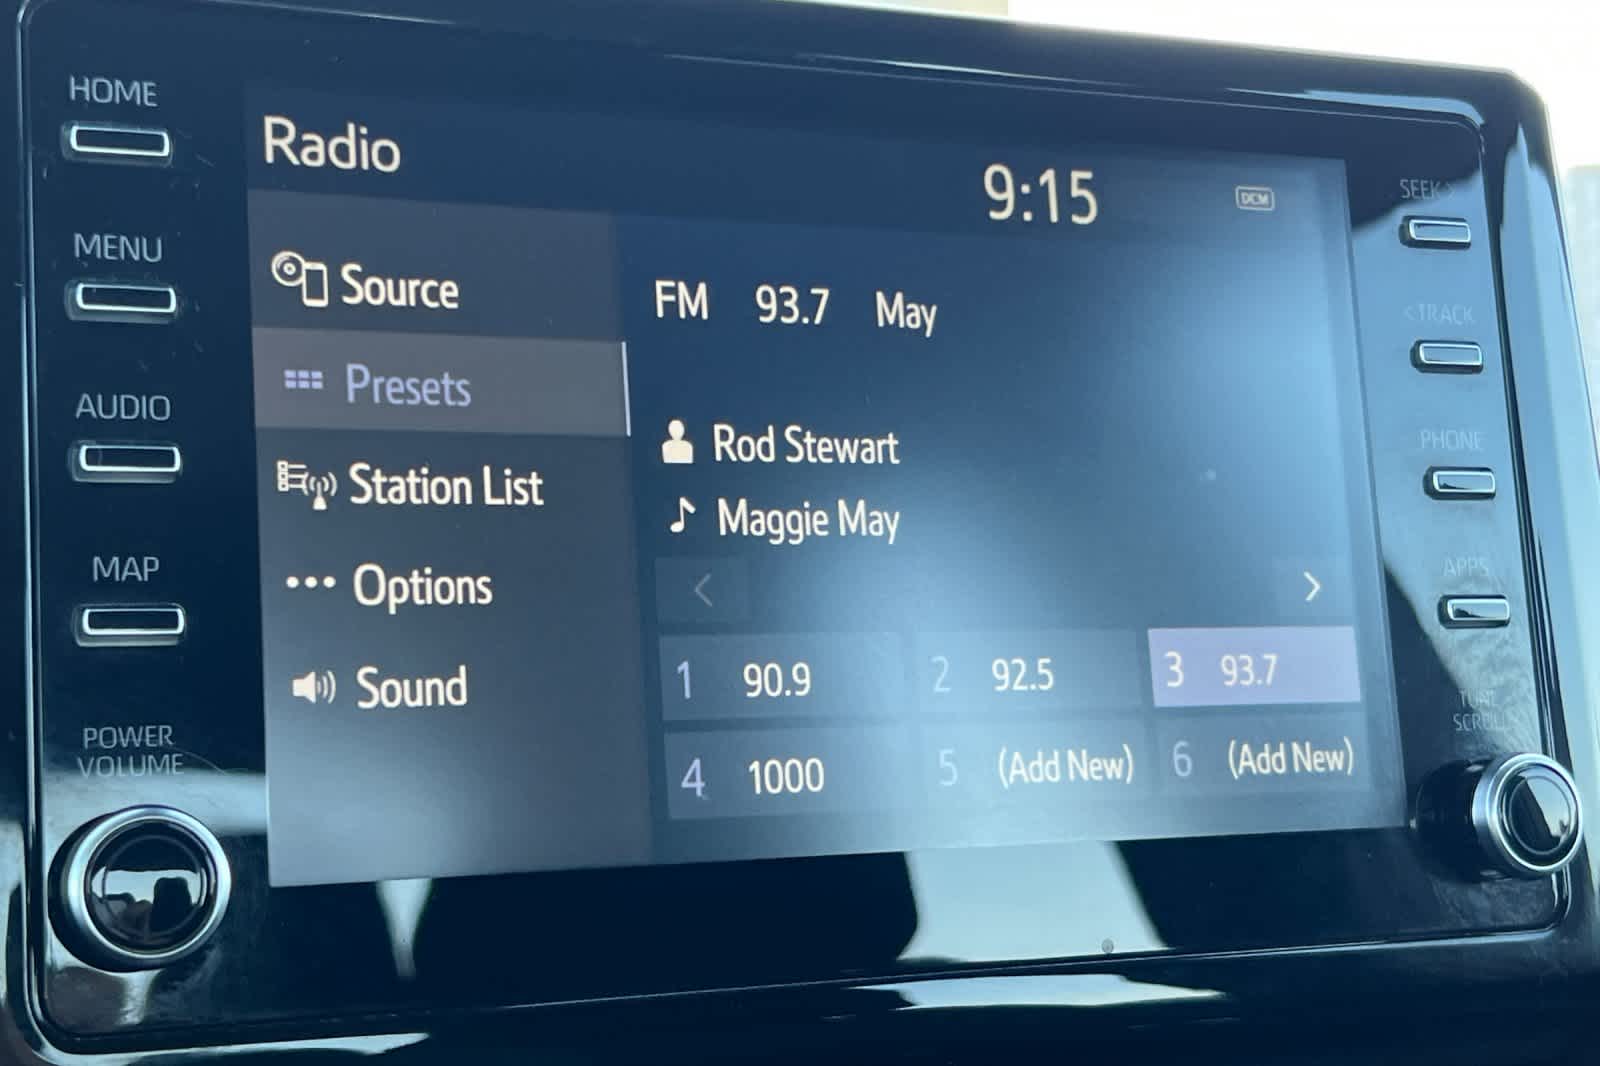 HOME
Radio
9:15
DCM
SEEK >
MENU
Source
FM 93.7 May
< TRACK
Presets
AUDIO
Rod Stewart
PHONE
Station List
Maggie May
MAP
Options
< >
APPS
1 90.9
2 92.5
3 93.7
Sound
TUNE
SCROLL
POWER
VOLUME
4 1000
5 (Add New)
6 (Add New)